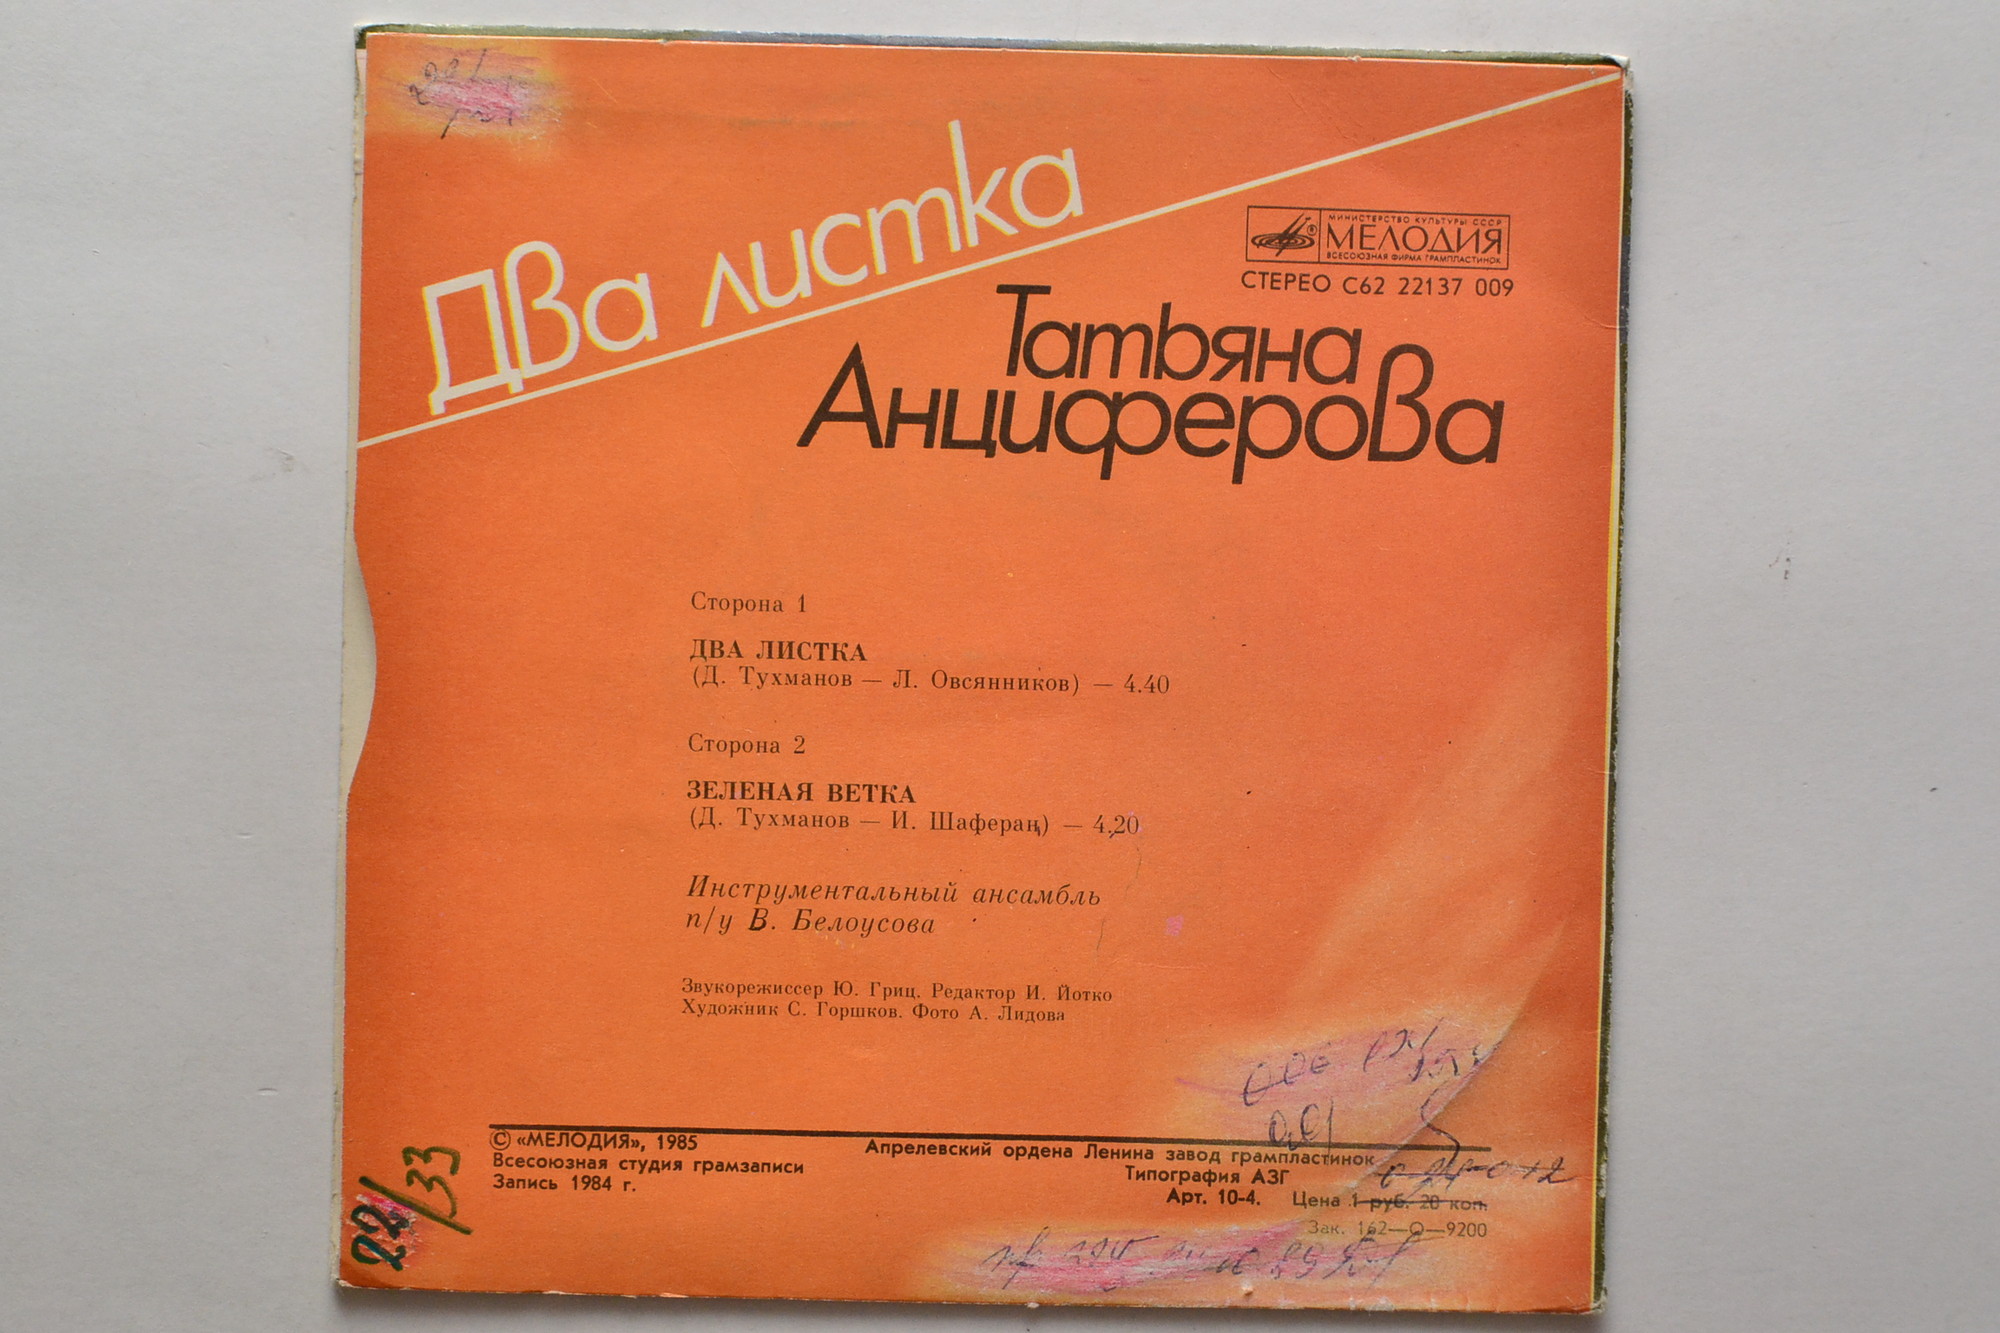 Два листка
МИНИСТЕРСТВО КУЛЬТУРЫ СССР
МЕЛОДИЯ
ВСЕСОЮЗНАЯ ФИРМА ГРАМПЛАСТИНОК
СТЕРЕО С62 22137 009
Татьяна
Анциферова
Сторона 1
ДВА ЛИСТКА
(Д. Тухманов — Л. Овсянников) — 4.40
Сторона 2
ЗЕЛЕНАЯ ВЕТКА
(Д. Тухманов — И. Шаферан) — 4.20
Инструментальный ансамбль
п/у В. Белоусова
Звукорежиссер Ю. Гриц. Редактор И. Йотко
Художник С. Горшков. Фото А. Лидова
© «МЕЛОДИЯ», 1985
Всесоюзная студия грамзаписи
Запись 1984 г.
Апрелевский ордена Ленина завод грампластинок
Типография АЗГ
Арт. 10-4. Цена 1 руб. 20 коп.
Зак. 162—О—9200
22/33